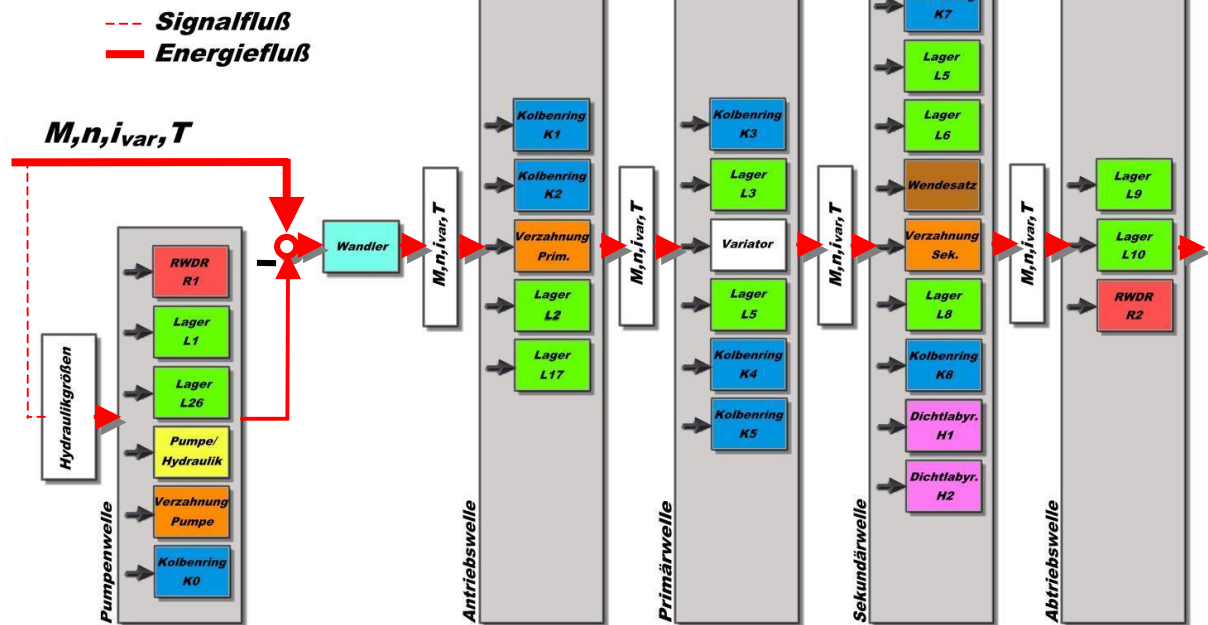 Signalfluß
Energiefluß
M,n,ivar,T
Hydraulikgrößen
Pumpenwelle
RWDR
R1
Lager
L1
Lager
L26
Pumpe/
Hydraulik
Verzahnung
Pumpe
Kolbenring
K0
Wandler
M,n,ivar,T
Antriebswelle
Kolbenring
K1
Kolbenring
K2
Verzahnung
Prim.
Lager
L2
Lager
L17
M,n,ivar,T
Primärwelle
Kolbenring
K3
Lager
L3
Variator
Lager
L5
Kolbenring
K4
Kolbenring
K5
M,n,ivar,T
Sekundärwelle
Kolbenring
K7
Lager
L5
Lager
L6
Wendesatz
Verzahnung
Sek.
Lager
L8
Kolbenring
K8
Dichtlabyr.
H1
Dichtlabyr.
H2
M,n,ivar,T
Abtriebswelle
Lager
L9
Lager
L10
RWDR
R2